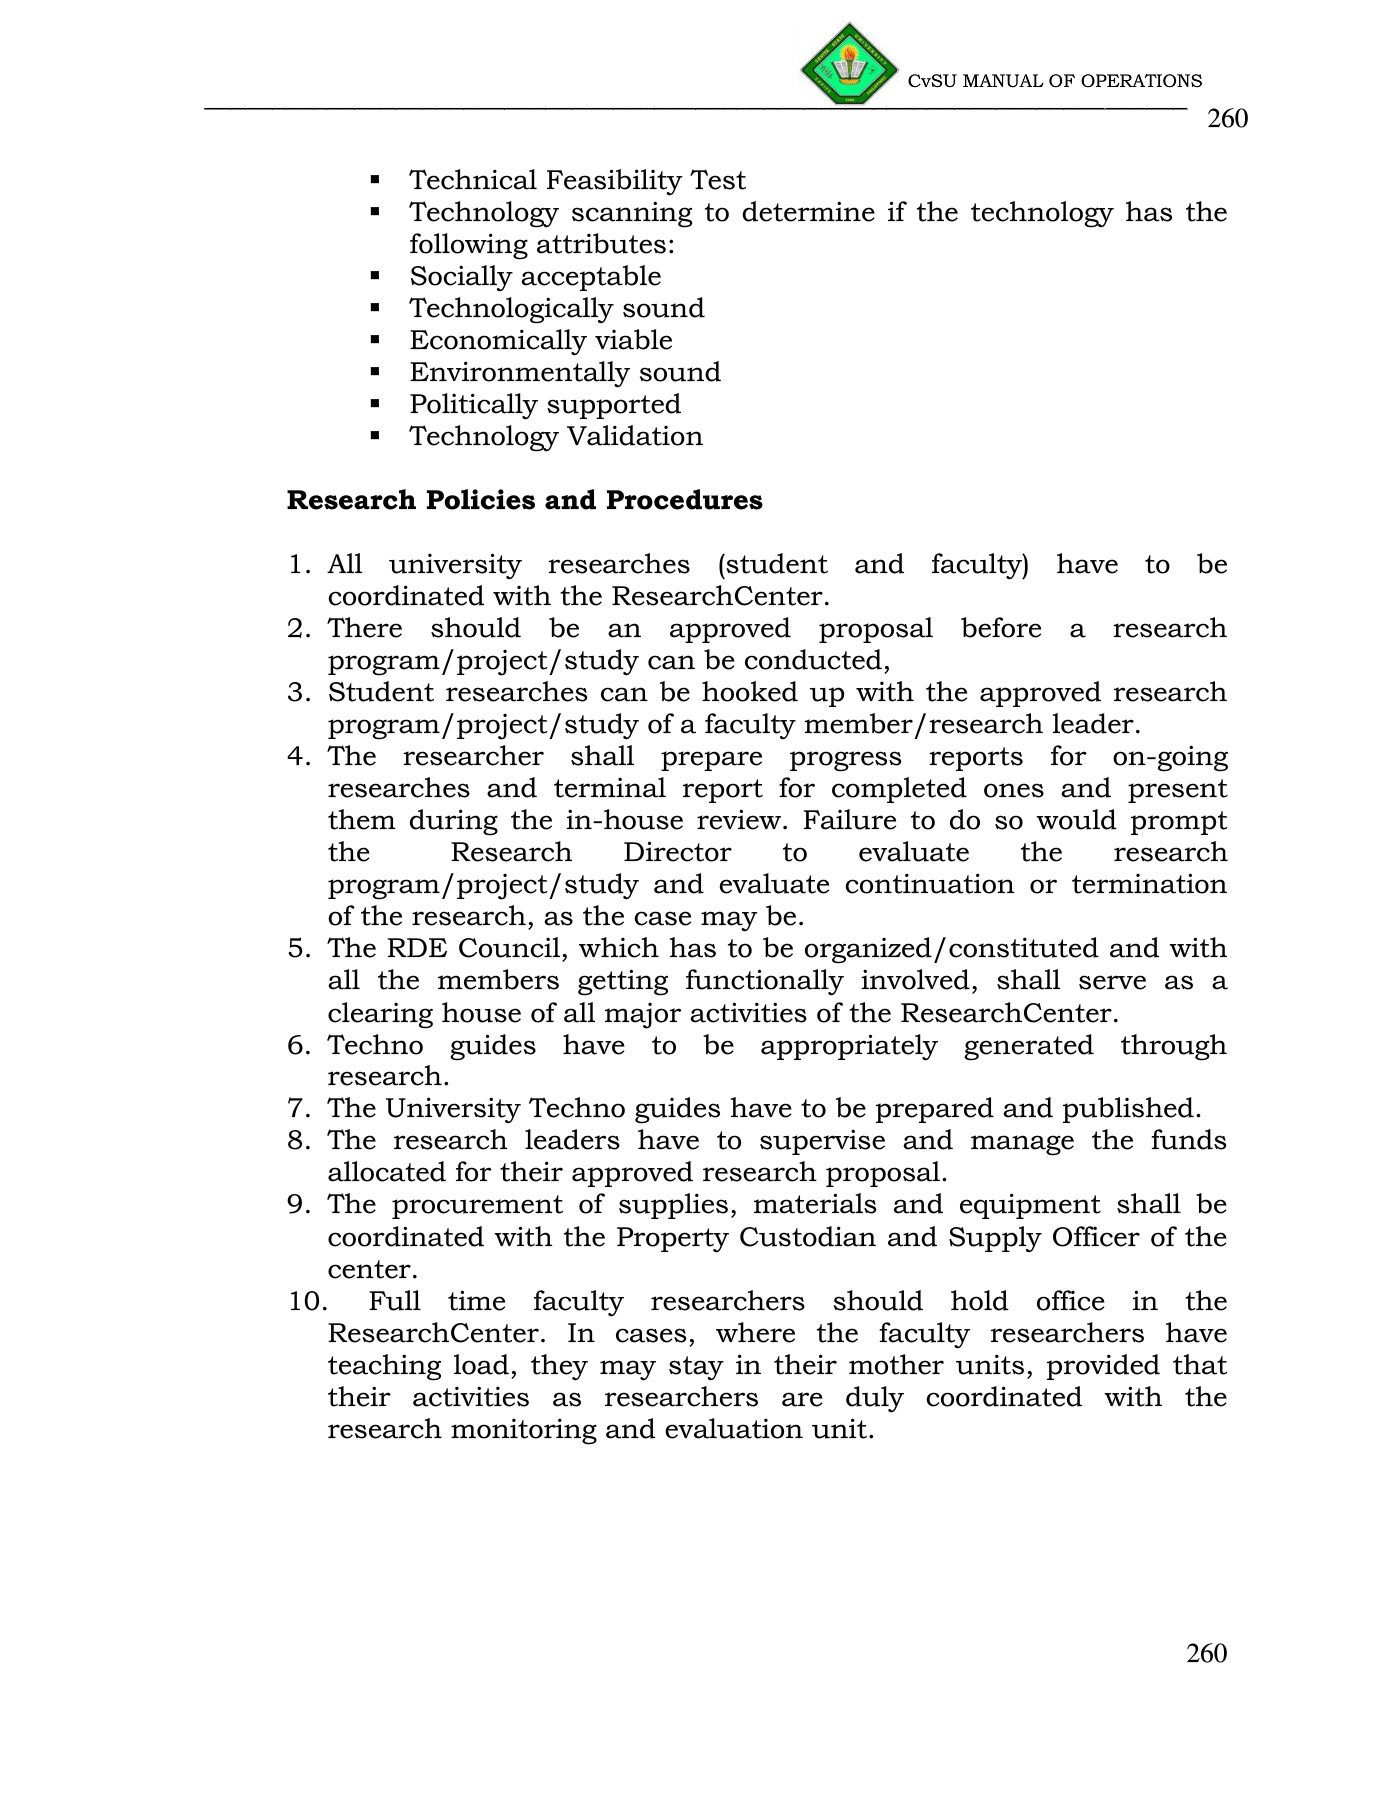 CvSU MANUAL OF OPERATIONS
260
▪ Technical Feasibility Test
▪ Technology scanning to determine if the technology has the
following attributes:
▪ Socially acceptable
▪ Technologically sound
▪ Economically viable
▪ Environmentally sound
▪ Politically supported
▪ Technology Validation
Research Policies and Procedures
1. All university researches (student and faculty) have to be
coordinated with the ResearchCenter.
2. There should be an approved proposal before a research
program/project/study can be conducted,
3. Student researches can be hooked up with the approved research
program/project/study of a faculty member/research leader.
4. The researcher shall prepare progress reports for on-going
researches and terminal report for completed ones and present
them during the in-house review. Failure to do so would prompt
the Research Director to evaluate the research
program/project/study and evaluate continuation or termination
of the research, as the case may be.
5. The RDE Council, which has to be organized/constituted and with
all the members getting functionally involved, shall serve as a
clearing house of all major activities of the ResearchCenter.
6. Techno guides have to be appropriately generated through
research.
7. The University Techno guides have to be prepared and published.
8. The research leaders have to supervise and manage the funds
allocated for their approved research proposal.
9. The procurement of supplies, materials and equipment shall be
coordinated with the Property Custodian and Supply Officer of the
center.
10. Full time faculty researchers should hold office in the
ResearchCenter. In cases, where the faculty researchers have
teaching load, they may stay in their mother units, provided that
their activities as researchers are duly coordinated with the
research monitoring and evaluation unit.
260